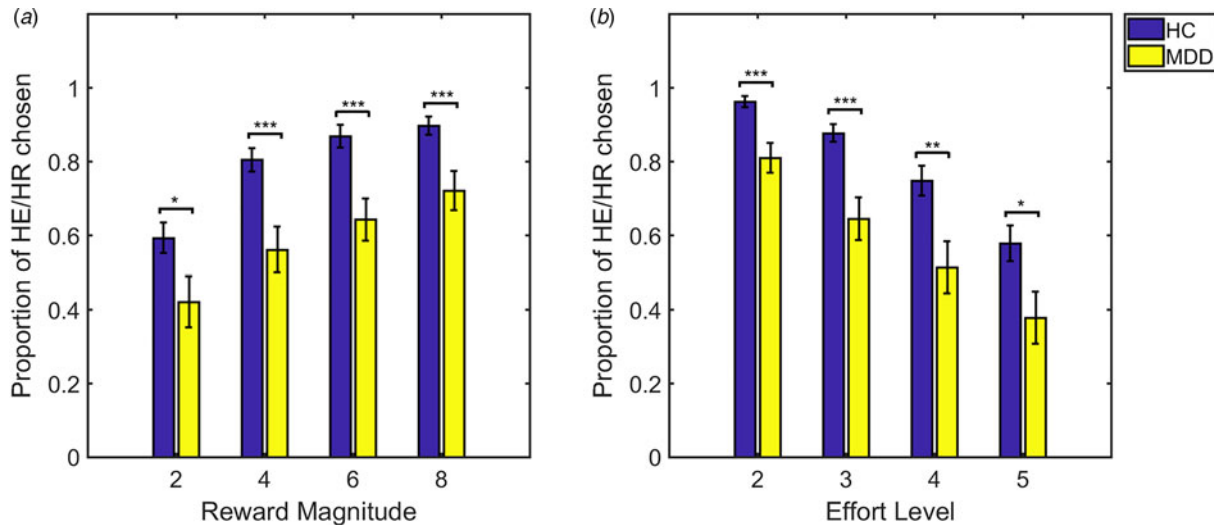 (a)
Proportion of HE/HR chosen
1
0.8
0.6
0.4
0.2
0
*
***
***
***
2 4 6 8
Reward Magnitude
(b)
Proportion of HE/HR chosen
1
0.8
0.6
0.4
0.2
0
***
***
**
*
2 3 4 5
Effort Level
HC
MDD